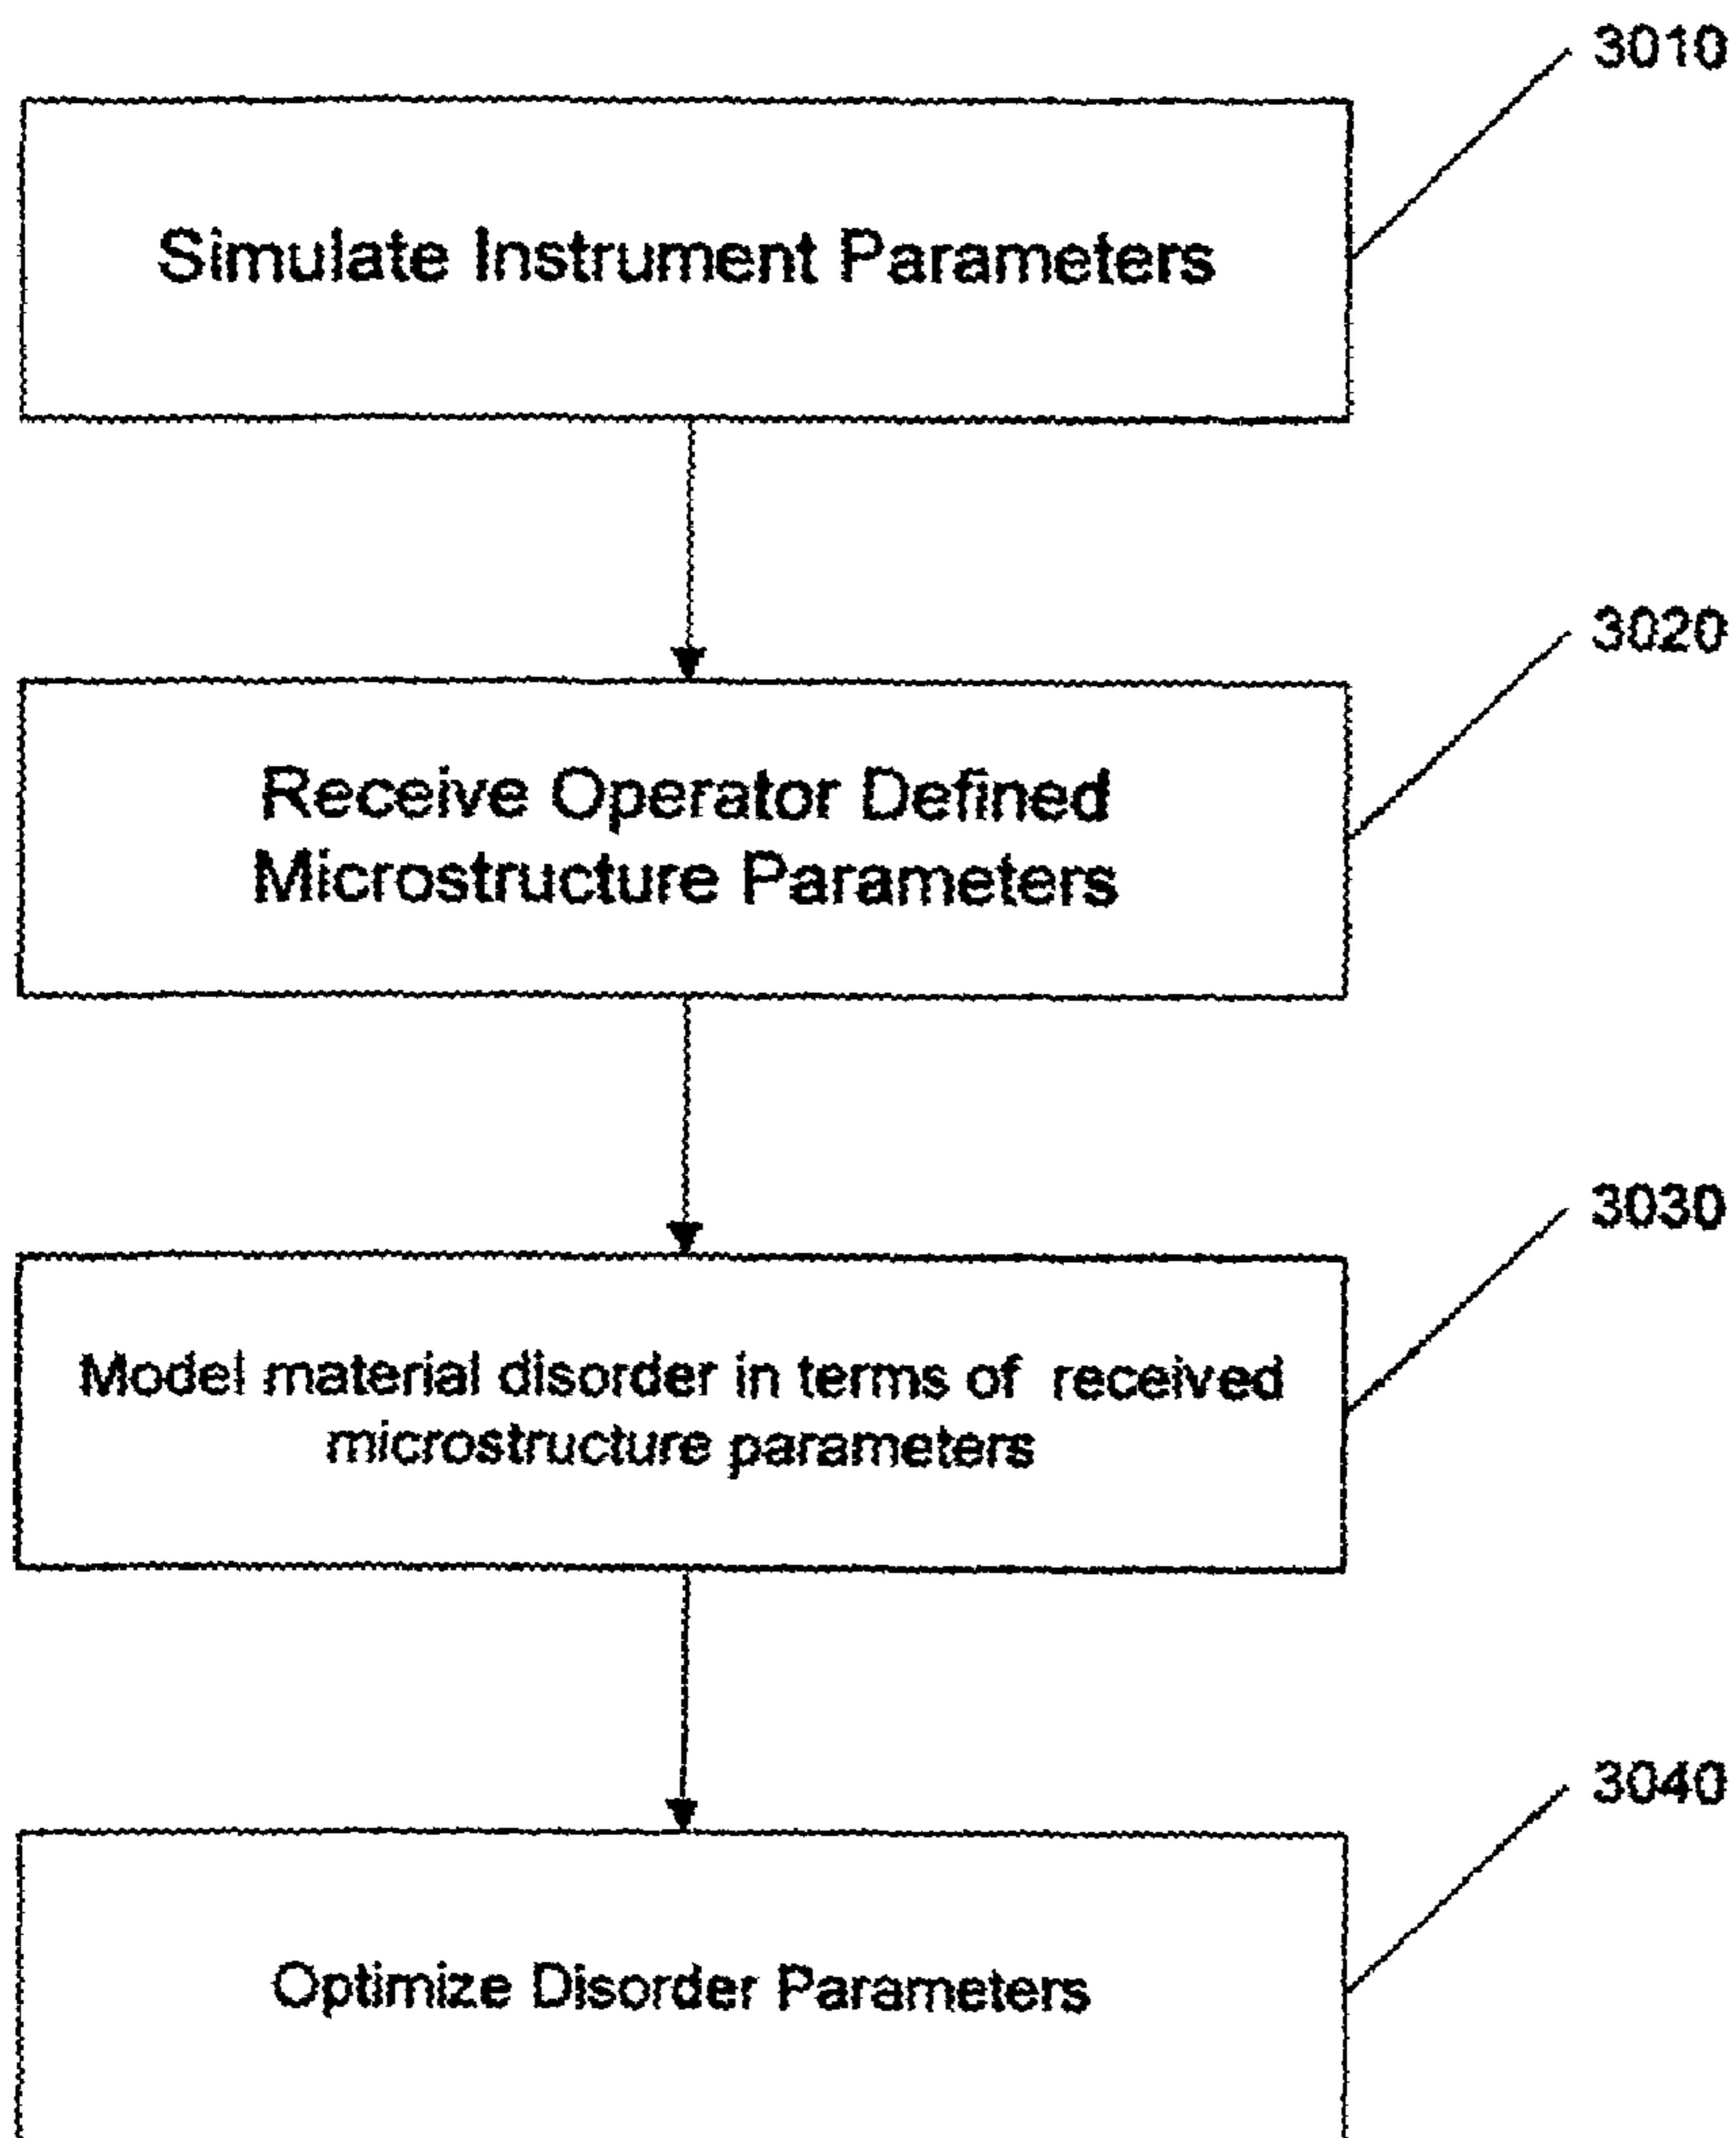 3010
Simulate Instrument Parameters
3020
Receive Operator Defined
Microstructure Parameters
3030
Model material disorder in terms of received
microstructure parameters
3040
Optimize Disorder Parameters